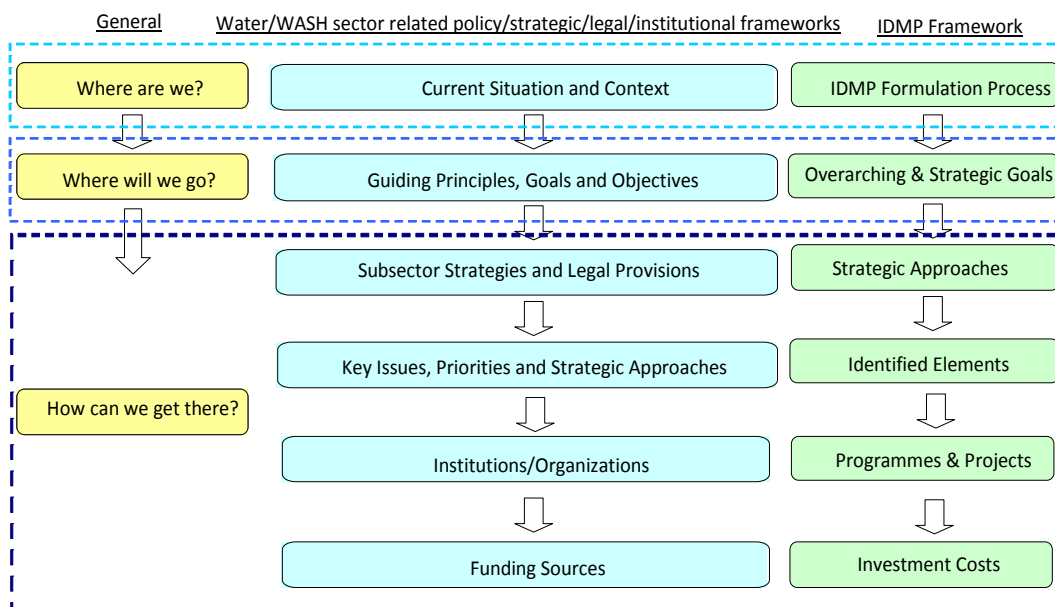 General
Water/WASH sector related policy/strategic/legal/institutional frameworks
IDMP Framework
Where are we?
Current Situation and Context
IDMP Formulation Process
Where will we go?
Guiding Principles, Goals and Objectives
Overarching & Strategic Goals
Subsector Strategies and Legal Provisions
Strategic Approaches
Key Issues, Priorities and Strategic Approaches
Identified Elements
How can we get there?
Institutions/Organizations
Programmes & Projects
Funding Sources
Investment Costs